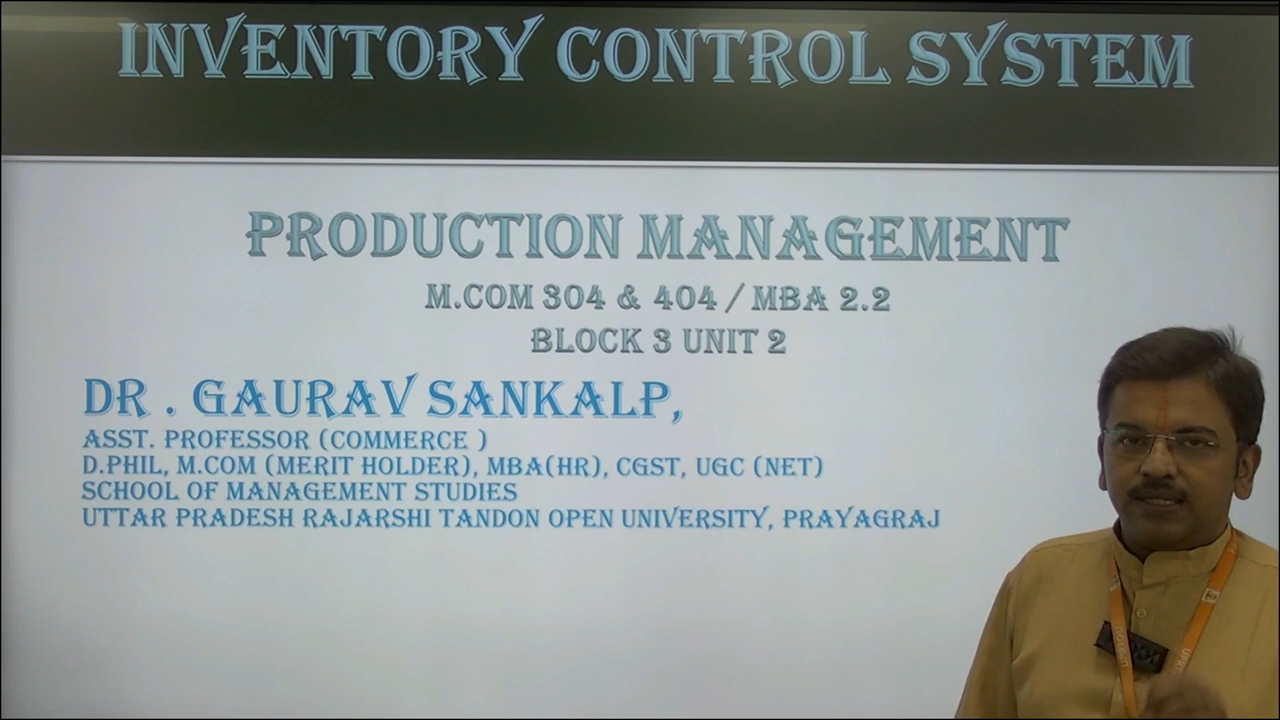 INVENTORY CONTROL SYSTEM
PRODUCTION MANAGEMENT
M.COM 304 & 404 / MBA 2.2
BLOCK 3 UNIT 2
DR . GAURAV SANKALP,
ASST. PROFESSOR (COMMERCE )
D.PHIL, M.COM (MERIT HOLDER), MBA(HR), CGST, UGC (NET)
SCHOOL OF MANAGEMENT STUDIES
UTTAR PRADESH RAJARSHI TANDON OPEN UNIVERSITY, PRAYAGRAJ